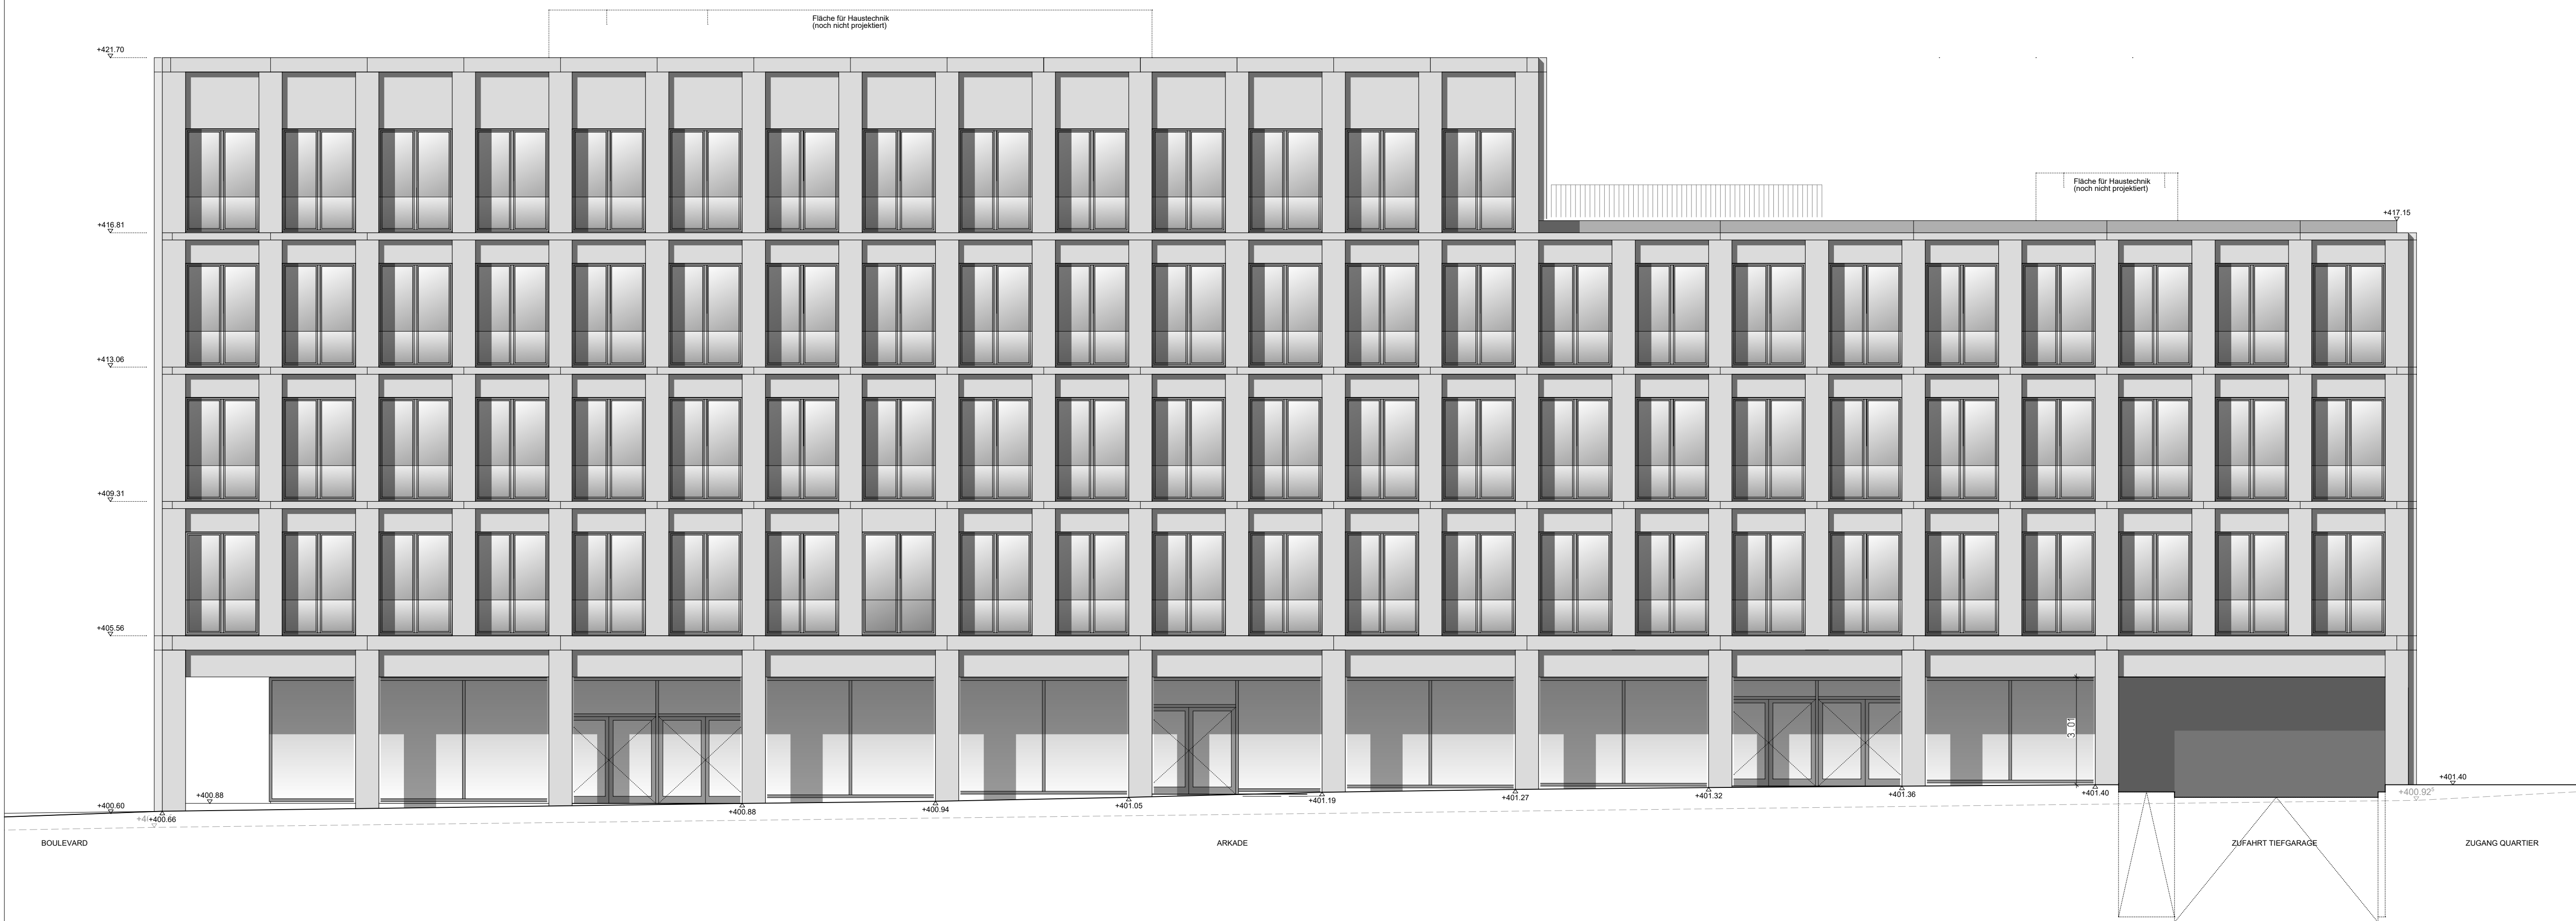 Fläche für Haustechnik
(noch nicht projektiert)
+421.70
Fläche für Haustechnik
(noch nicht projektiert)
+417.15
+416.81
+413.06
+409.31
+405.56
3.01
+401.40
+400.92⁵
+400.88
+400.60
+400.66
+400.88
+400.94
+401.05
+401.19
+401.27
+401.32
+401.36
+401.40
BOULEVARD
ARKADE
ZUFAHRT TIEFGARAGE
ZUGANG QUARTIER